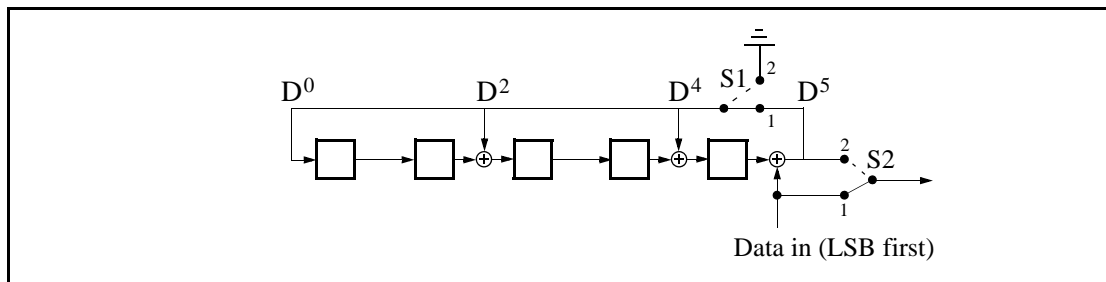 2
S1
D⁰ D² D⁴ D⁵
1
2
S2
1
Data in (LSB first)